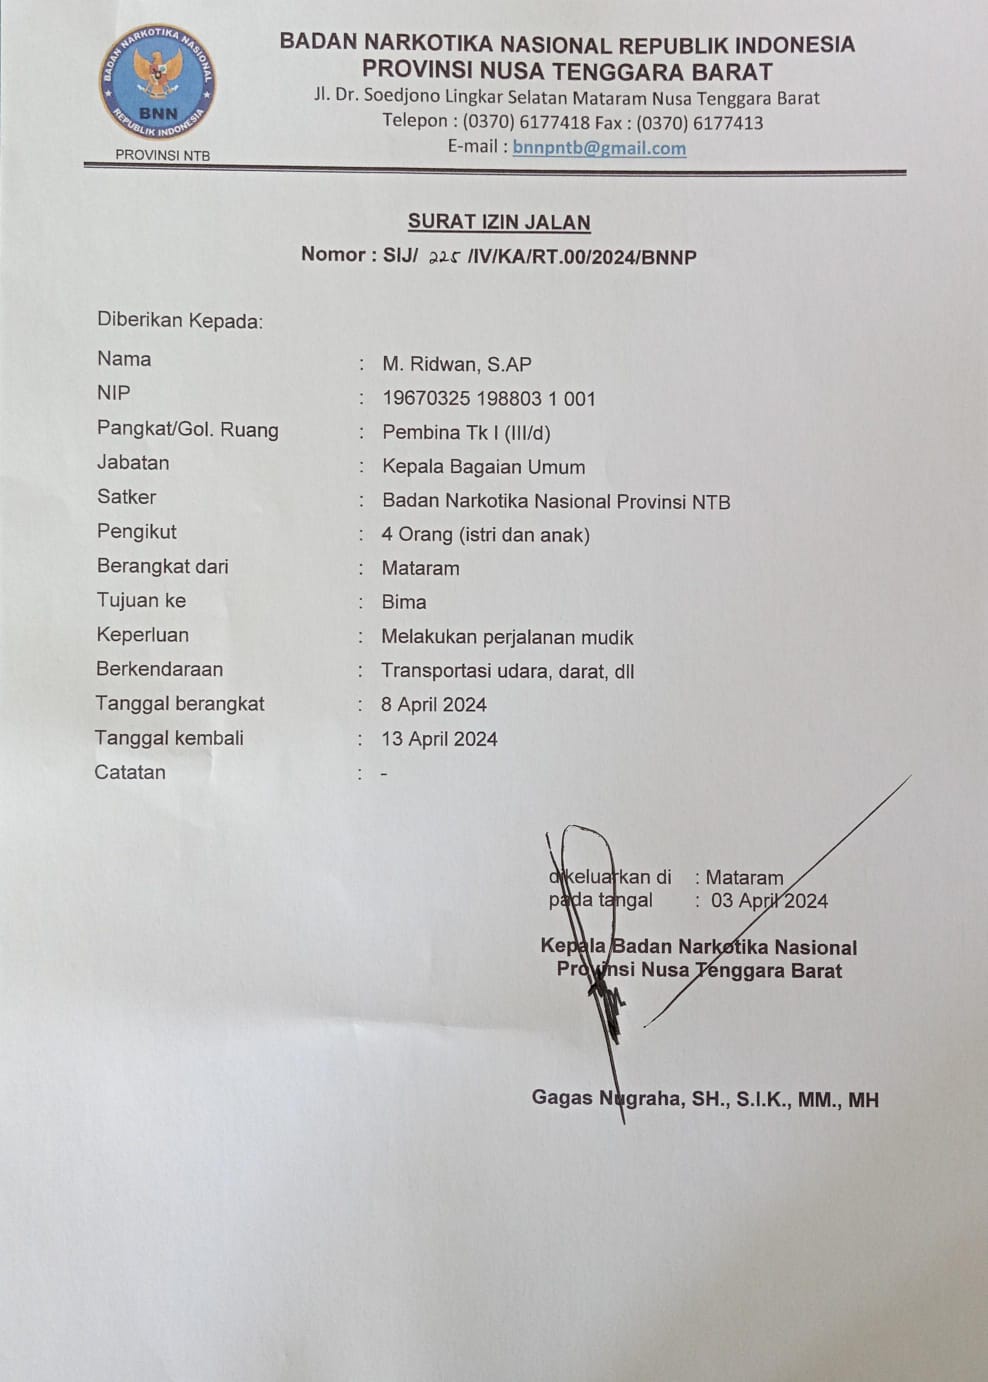 BADAN NARKOTIKA NASIONAL
BNN
REPUBLIK INDONESIA
PROVINSI NTB
BADAN NARKOTIKA NASIONAL REPUBLIK INDONESIA
PROVINSI NUSA TENGGARA BARAT
Jl. Dr. Soedjono Lingkar Selatan Mataram Nusa Tenggara Barat
Telepon : (0370) 6177418 Fax : (0370) 6177413
E-mail : bnnpntb@gmail.com
SURAT IZIN JALAN
Nomor : SIJ/ 225 /IV/KA/RT.00/2024/BNNP
Diberikan Kepada:
Nama : M. Ridwan, S.AP
NIP : 19670325 198803 1 001
Pangkat/Gol. Ruang : Pembina Tk I (III/d)
Jabatan : Kepala Bagaian Umum
Satker : Badan Narkotika Nasional Provinsi NTB
Pengikut : 4 Orang (istri dan anak)
Berangkat dari : Mataram
Tujuan ke : Bima
Keperluan : Melakukan perjalanan mudik
Berkendaraan : Transportasi udara, darat, dll
Tanggal berangkat : 8 April 2024
Tanggal kembali : 13 April 2024
Catatan : -
dikeluarkan di : Mataram
pada tangal : 03 April 2024
Kepala Badan Narkotika Nasional
Provinsi Nusa Tenggara Barat
Gagas Nugraha, SH., S.I.K., MM., MH